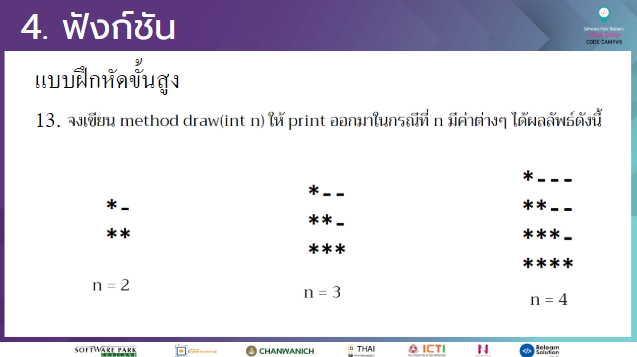 4. ฟังก์ชัน
Software Park Thailand
CODE CAMPUS
แบบฝึกหัดขั้นสูง
13. จงเขียน method draw(int n) ให้ print ออกมาในกรณีที่ n มีค่าต่างๆ ได้ผลลัพธ์ดังนี้
*-
**
n = 2
*--
**-
***
n = 3
*---
**--
***-
****
n = 4
SOFTWARE PARK
THAILAND
CHANWANICH
THAI
ICTI
N
Relearn
Solution